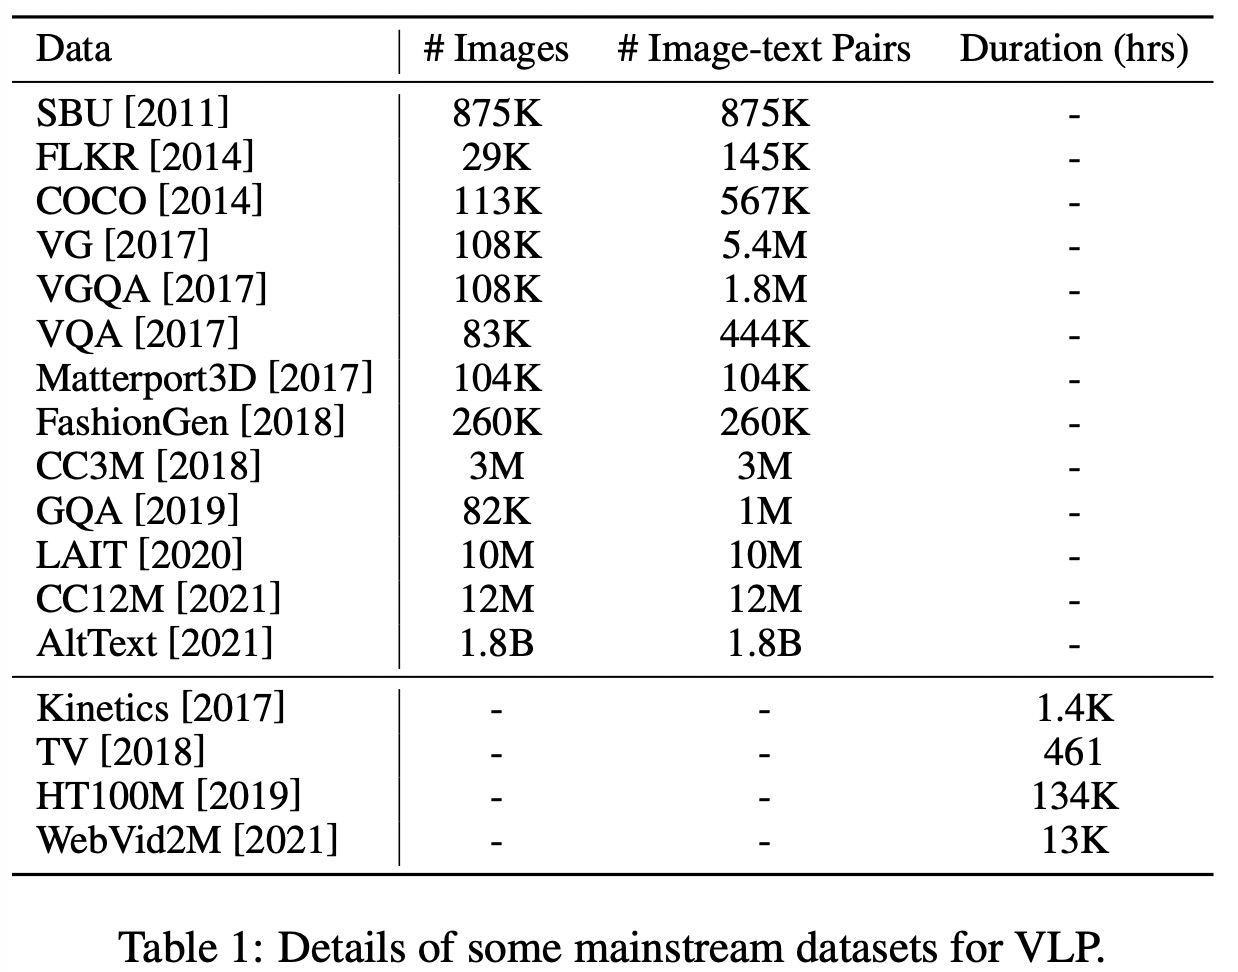 Data # Images # Image-text Pairs Duration (hrs)
SBU [2011] 875K 875K -
FLKR [2014] 29K 145K -
COCO [2014] 113K 567K -
VG [2017] 108K 5.4M -
VGQA [2017] 108K 1.8M -
VQA [2017] 83K 444K -
Matterport3D [2017] 104K 104K -
FashionGen [2018] 260K 260K -
CC3M [2018] 3M 3M -
GQA [2019] 82K 1M -
LAIT [2020] 10M 10M -
CC12M [2021] 12M 12M -
AltText [2021] 1.8B 1.8B -
Kinetics [2017] - - 1.4K
TV [2018] - - 461
HT100M [2019] - - 134K
WebVid2M [2021] - - 13K
Table 1: Details of some mainstream datasets for VLP.